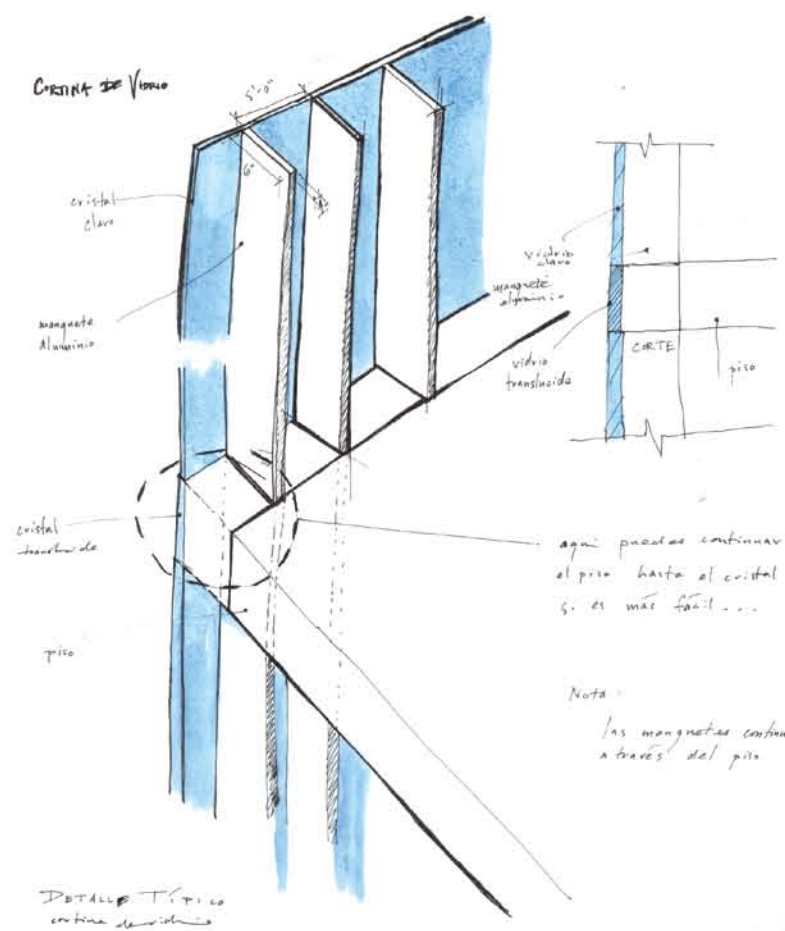 CORTINA DE VIDRIO
5'-0"
6"
cristal
claro
manguete
Aluminio
vidrio
claro
manguete
aluminio
vidrio
translucido
CORTE
piso
cristal
translucido
aqui puedes continuar
el piso hasta el cristal
si es más fácil ...
piso
Nota:
las manguetes continu
a través del piso
DETALLE TÍPICO
cortina de vidrio